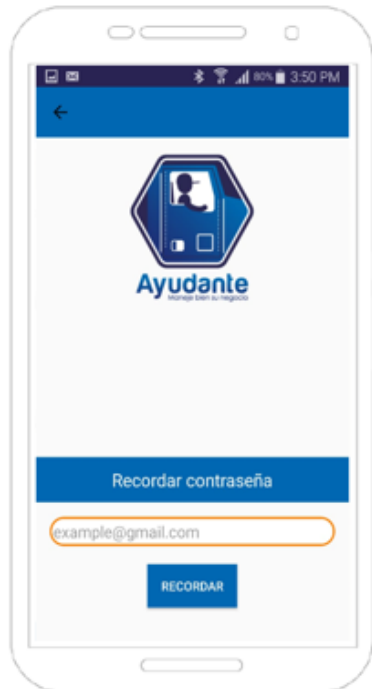 80% 3:50 PM
Ayudante
Maneje bien su negocio
Recordar contraseña
example@gmail.com
RECORDAR